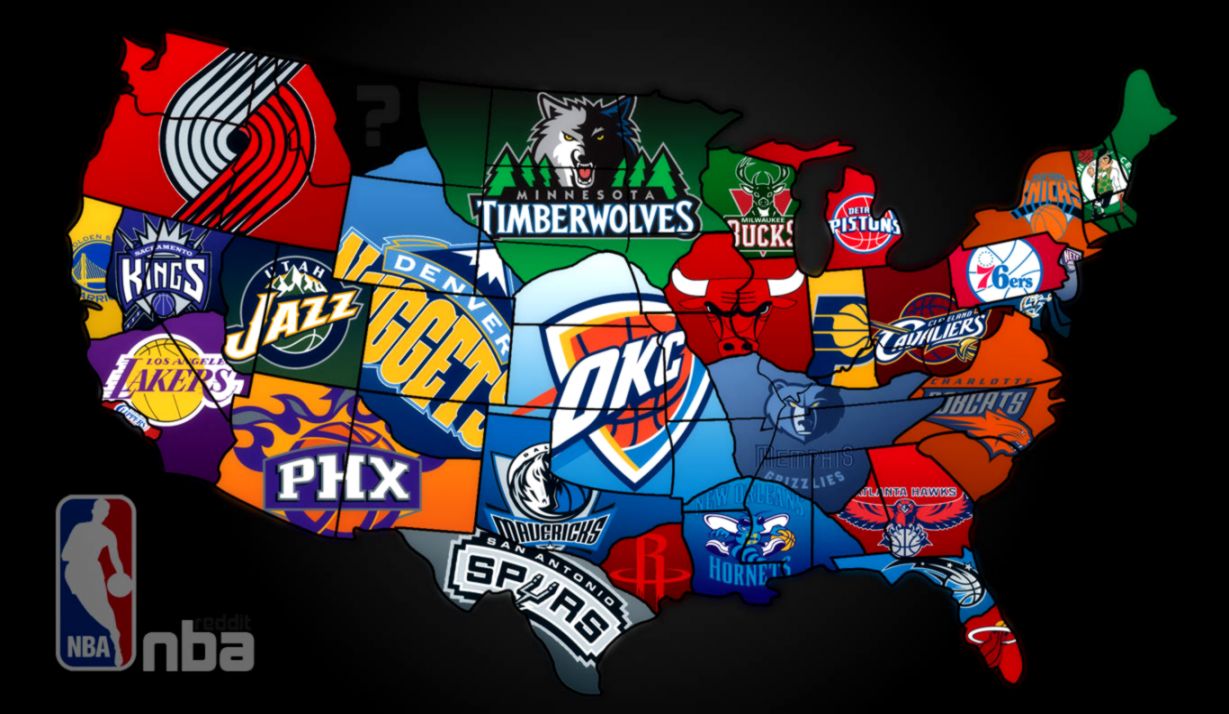 ?
MINNESOTA
TIMBERWOLVES
MILWAUKEE
BUCKS
PISTONS
SACRAMENTO
KINGS
UTAH
JAZZ
DENVER
NUGGETS
76ers
CLEVELAND
CAVALIERS
LOS ANGELES
LAKERS
OKC
CHARLOTTE
BOBCATS
MEMPHIS
GRIZZLIES
PHX
MAVERICKS
NEW ORLEANS
HORNETS
ATLANTA HAWKS
SAN ANTONIO
SPURS
R
NBA
reddit
nba